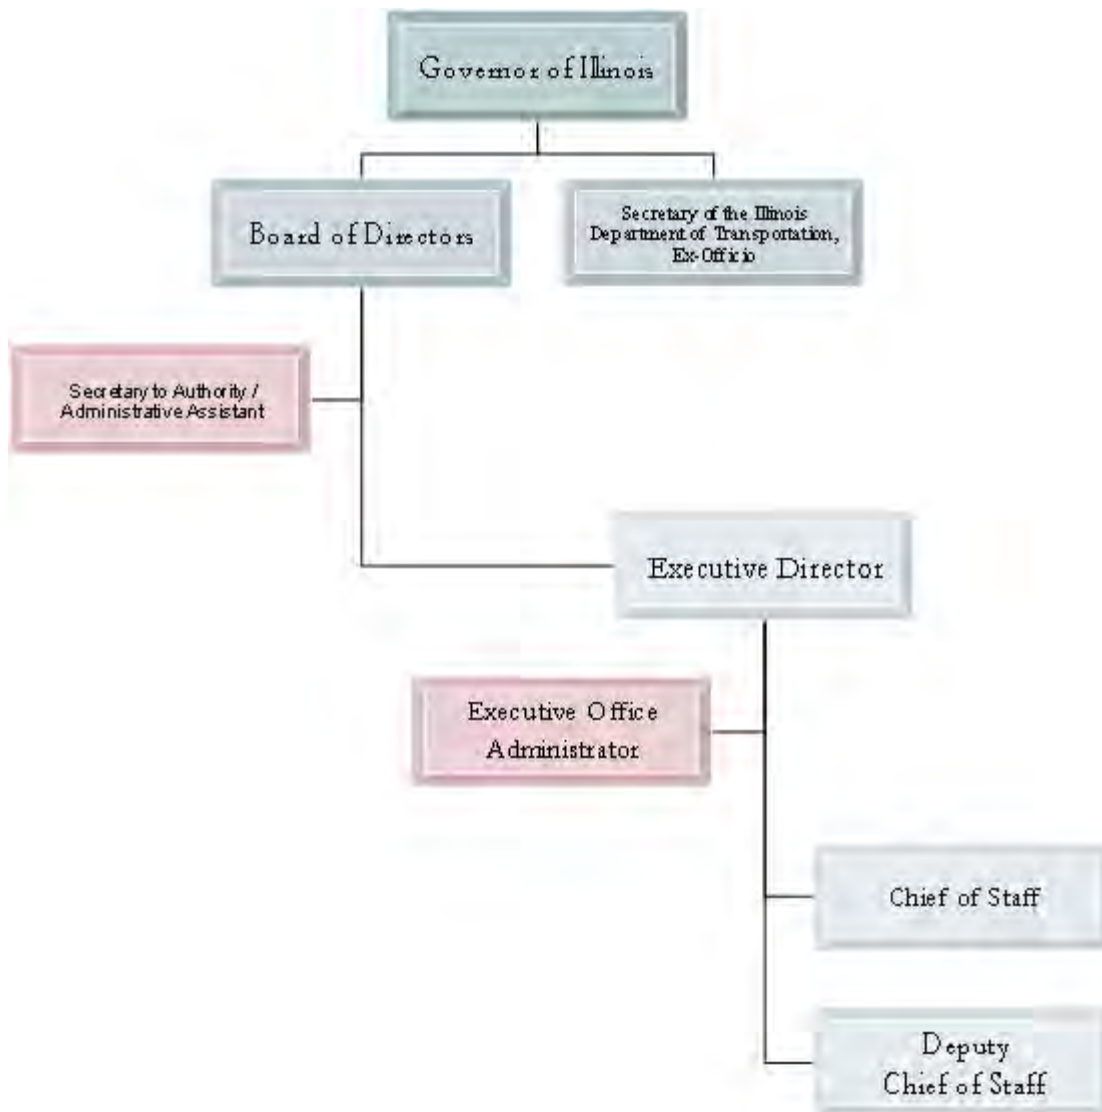 Governor of Illinois
Board of Directors
Secretary of the Illinois
Department of Transportation,
Ex-Officio
Secretary to Authority /
Administrative Assistant
Executive Director
Executive Office
Administrator
Chief of Staff
Deputy
Chief of Staff